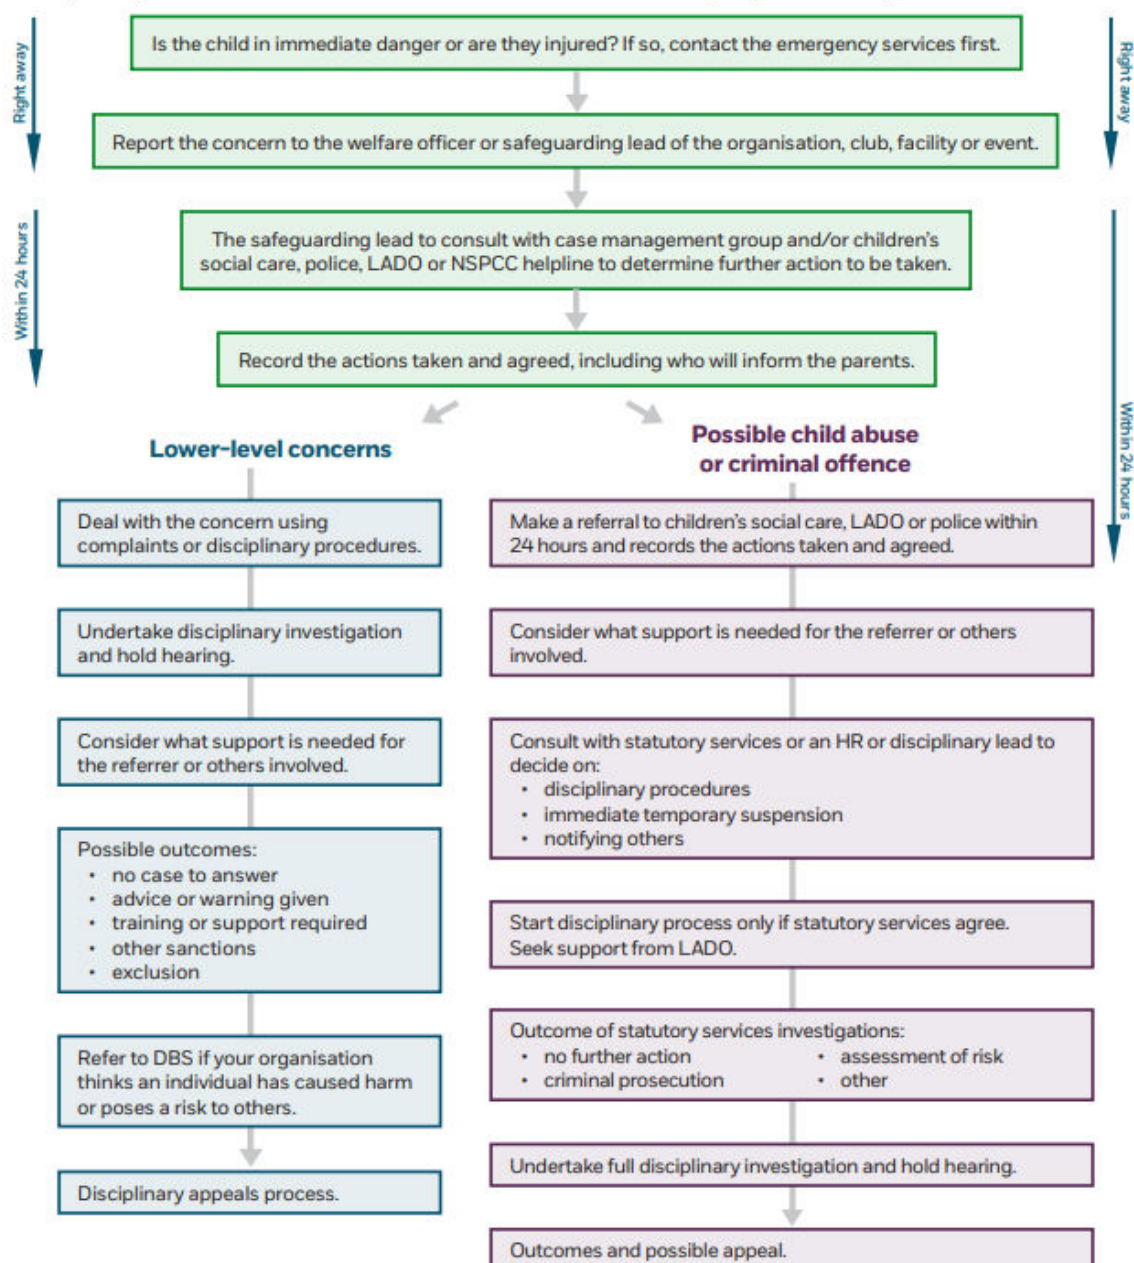 Right away
Right away
Is the child in immediate danger or are they injured? If so, contact the emergency services first.
Report the concern to the welfare officer or safeguarding lead of the organisation, club, facility or event.
Within 24 hours
Within 24 hours
The safeguarding lead to consult with case management group and/or children's
social care, police, LADO or NSPCC helpline to determine further action to be taken.
Record the actions taken and agreed, including who will inform the parents.
Lower-level concerns
Deal with the concern using
complaints or disciplinary procedures.
Undertake disciplinary investigation
and hold hearing.
Consider what support is needed for
the referrer or others involved.
Possible outcomes:
• no case to answer
• advice or warning given
• training or support required
• other sanctions
• exclusion
Refer to DBS if your organisation
thinks an individual has caused harm
or poses a risk to others.
Disciplinary appeals process.
Possible child abuse
or criminal offence
Make a referral to children's social care, LADO or police within
24 hours and records the actions taken and agreed.
Consider what support is needed for the referrer or others
involved.
Consult with statutory services or an HR or disciplinary lead to
decide on:
• disciplinary procedures
• immediate temporary suspension
• notifying others
Start disciplinary process only if statutory services agree.
Seek support from LADO.
Outcome of statutory services investigations:
• no further action • assessment of risk
• criminal prosecution • other
Undertake full disciplinary investigation and hold hearing.
Outcomes and possible appeal.